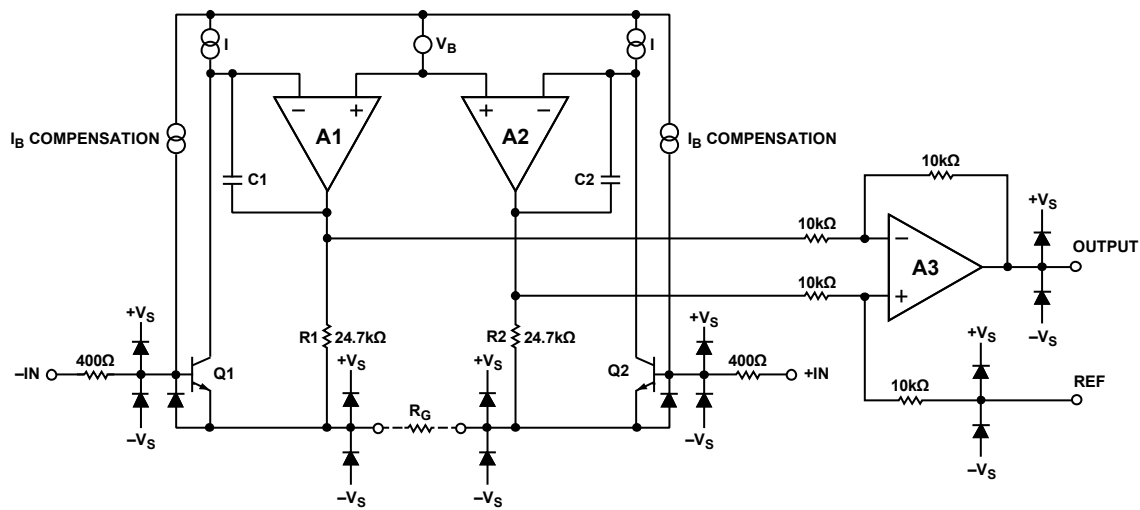 I
V_B
I
I_B COMPENSATION
− +
A1
+ −
A2
I_B COMPENSATION
C1
C2
10kΩ
10kΩ
10kΩ
−
+
A3
+V_S
OUTPUT
−V_S
R1 24.7kΩ
R2 24.7kΩ
+V_S
400Ω
−IN
−V_S
Q1
+V_S
R_G
−V_S
+V_S
−V_S
Q2
+V_S
400Ω
+IN
−V_S
10kΩ
+V_S
REF
−V_S